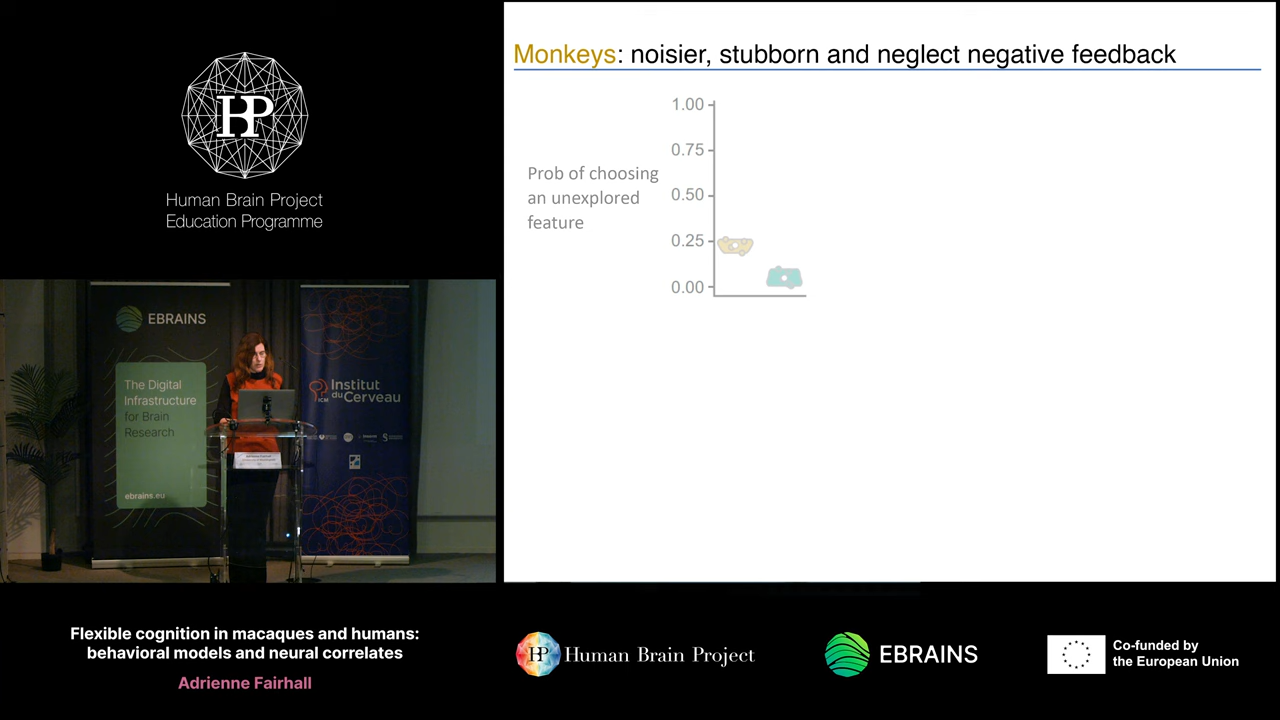 HP
Human Brain Project
Education Programme
Monkeys: noisier, stubborn and neglect negative feedback
Prob of choosing
an unexplored
feature
1.00
0.75
0.50
0.25
0.00
EBRAINS
The Digital
Infrastructure
for Brain
Research
ebrains.eu
ICM
Institut
du Cerveau
Flexible cognition in macaques and humans:
behavioral models and neural correlates
Adrienne Fairhall
HP Human Brain Project
EBRAINS
Co-funded by
the European Union